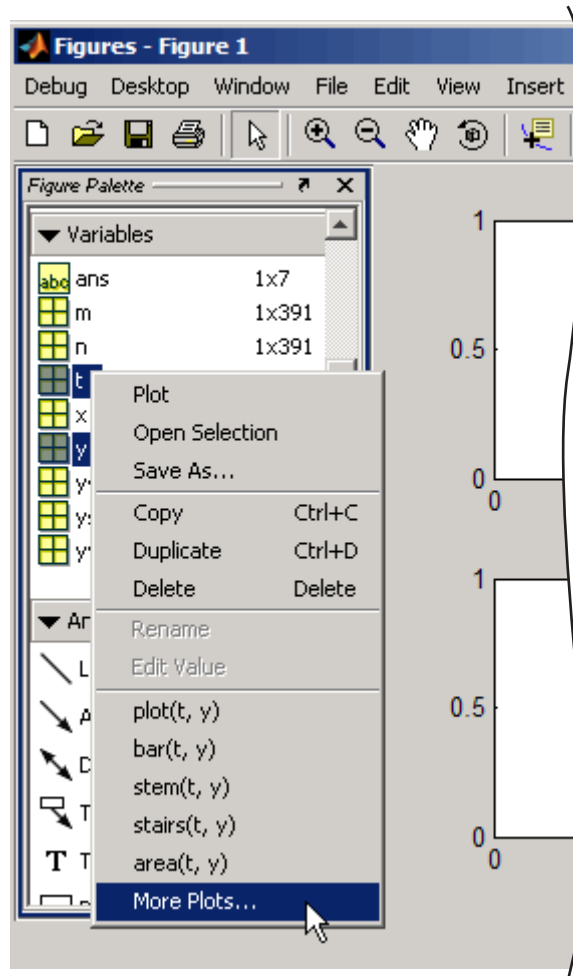 Figures - Figure 1
Debug Desktop Window File Edit View Insert
Figure Palette
Variables
abc ans 1x7
m 1x391
n 1x391
t
x
y
Plot
Open Selection
Save As...
Copy Ctrl+C
Duplicate Ctrl+D
Delete Delete
Rename
Edit Value
plot(t, y)
bar(t, y)
stem(t, y)
stairs(t, y)
area(t, y)
More Plots...
T
1
0.5
0
0
1
0.5
0
0